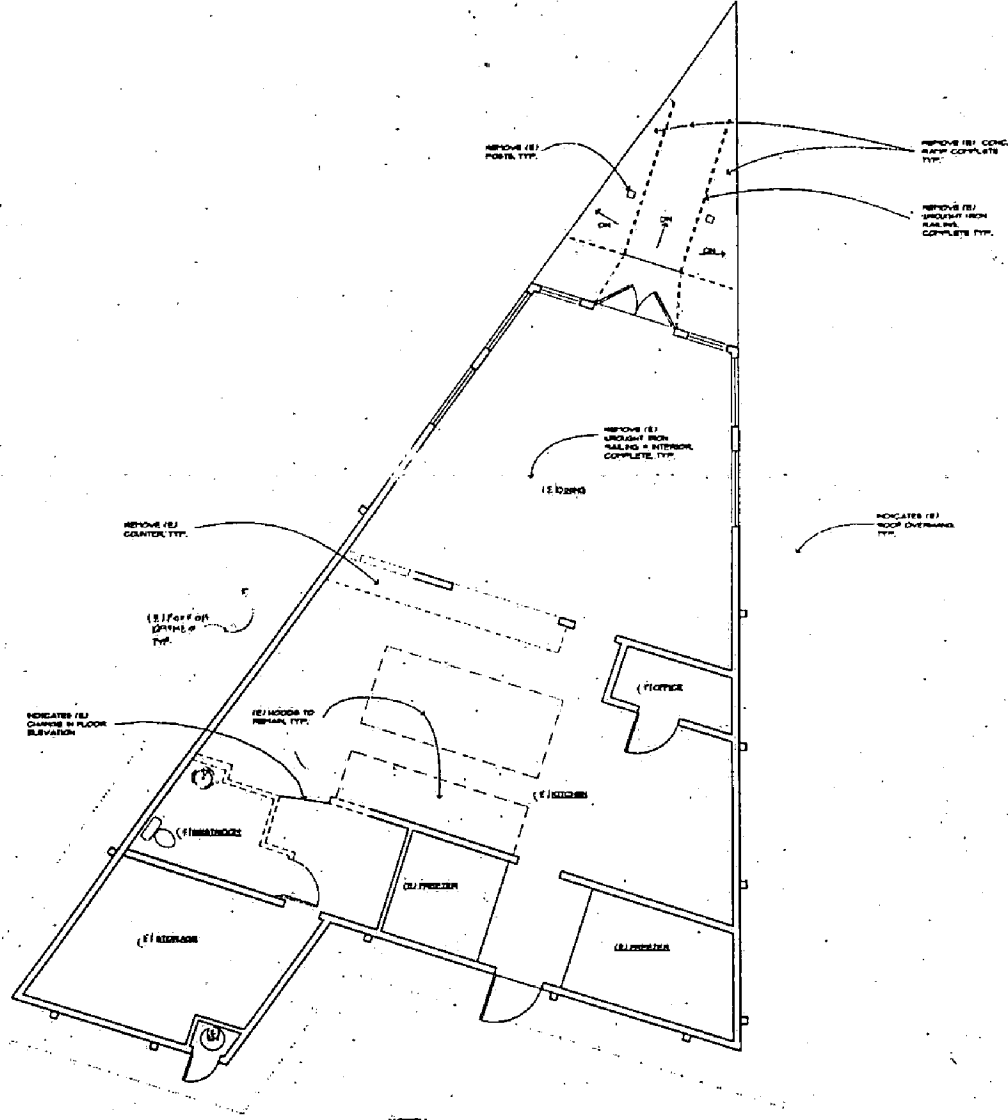 REMOVE (E)
POSTS, TYP.
REMOVE (E) CONC.
RAMP COMPLETE
TYP.
REMOVE (E)
WROUGHT IRON
RAILING,
COMPLETE TYP.
DN
DN
DN
REMOVE (E)
WROUGHT IRON
RAILING @ INTERIOR,
COMPLETE, TYP.
(E) DINING
REMOVE (E)
COUNTER, TYP.
INDICATES (E)
ROOF OVERHANG,
TYP.
TYP.
(E) OFFICE
INDICATES (E)
CHANGE IN FLOOR
ELEVATION
(E) HOODS TO
REMAIN, TYP.
(E) KITCHEN
(E) RESTROOM
(E) FREEZER
(E) STORAGE
(E) FREEZER